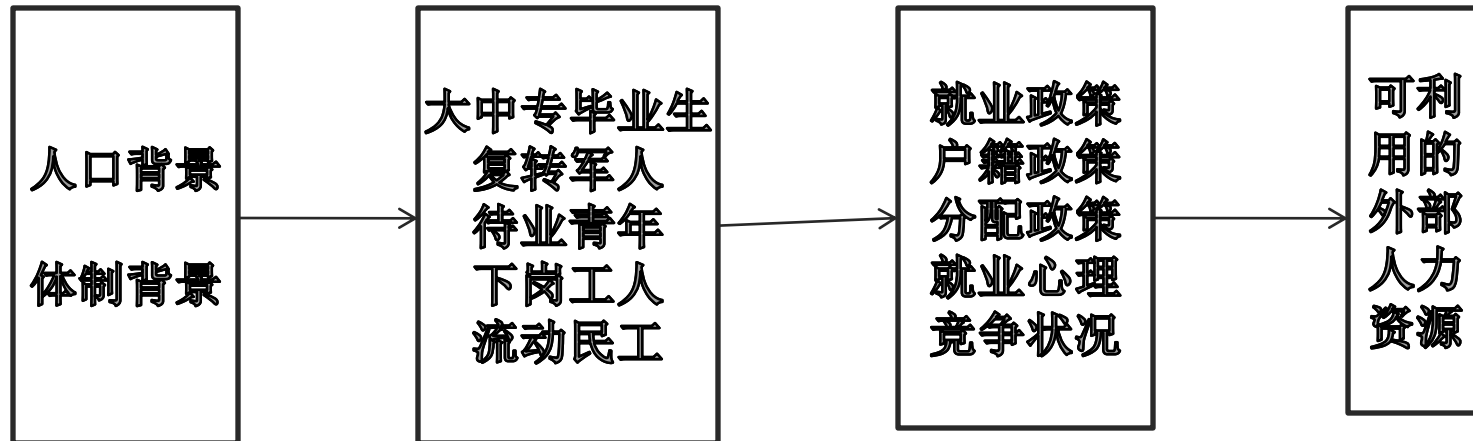 人口背景
体制背景
大中专毕业生
复转军人
待业青年
下岗工人
流动民工
就业政策
户籍政策
分配政策
就业心理
竞争状况
可利
用的
外部
人力
资源